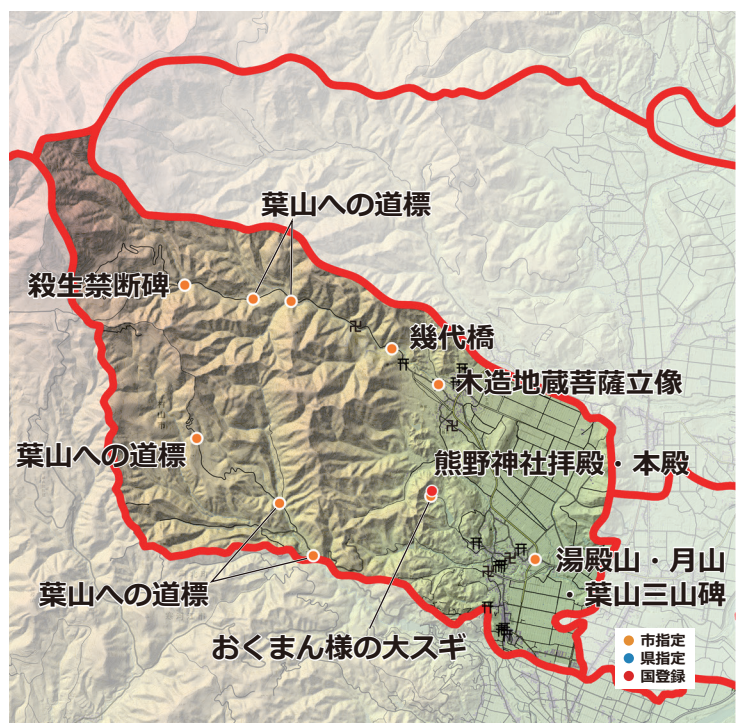 葉山への道標
殺生禁断碑
幾代橋
木造地蔵菩薩立像
葉山への道標
熊野神社拝殿・本殿
湯殿山・月山
・葉山三山碑
葉山への道標
おくまん様の大スギ
市指定
県指定
国登録